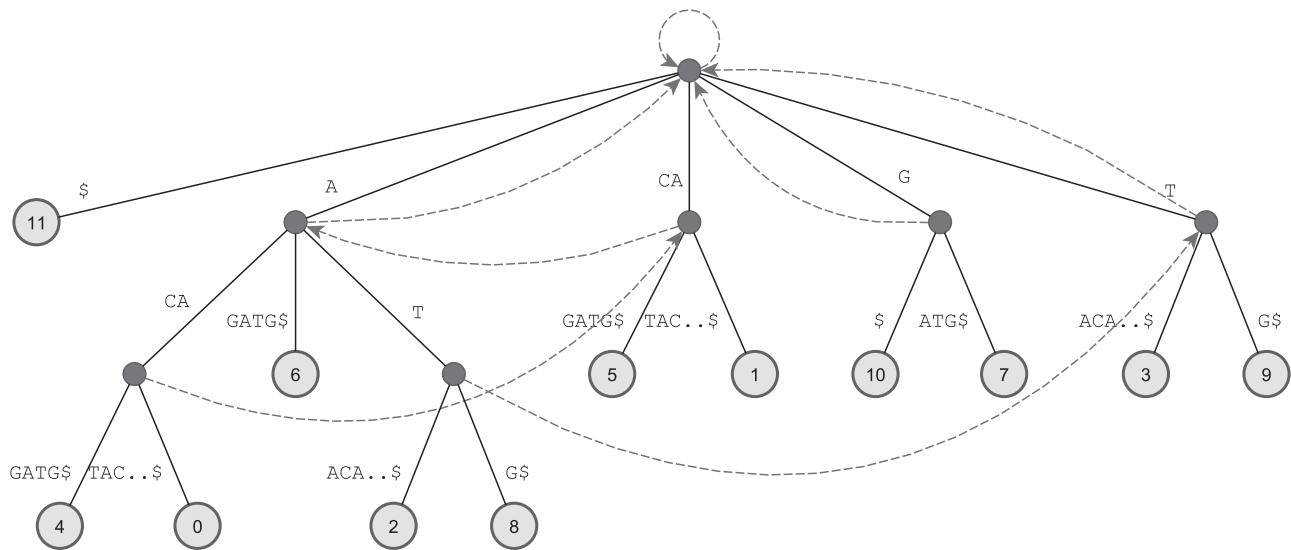 $ A CA G T
11
CA GATG$ T GATG$ TAC..$ $ ATG$ ACA..$ G$
6 5 1 10 7 3 9
GATG$ TAC..$ ACA..$ G$
4 0 2 8